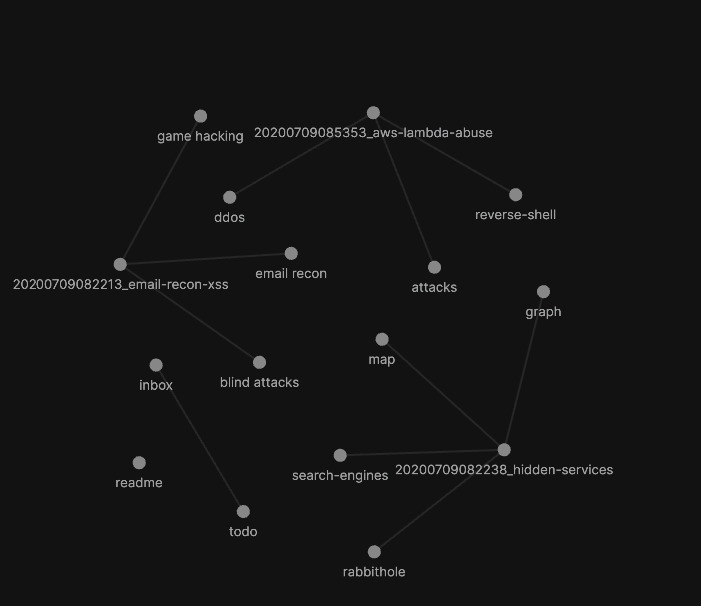 game hacking
20200709085353_aws-lambda-abuse
ddos
reverse-shell
email recon
20200709082213_email-recon-xss
attacks
graph
map
inbox
blind attacks
search-engines
20200709082238_hidden-services
readme
todo
rabbithole